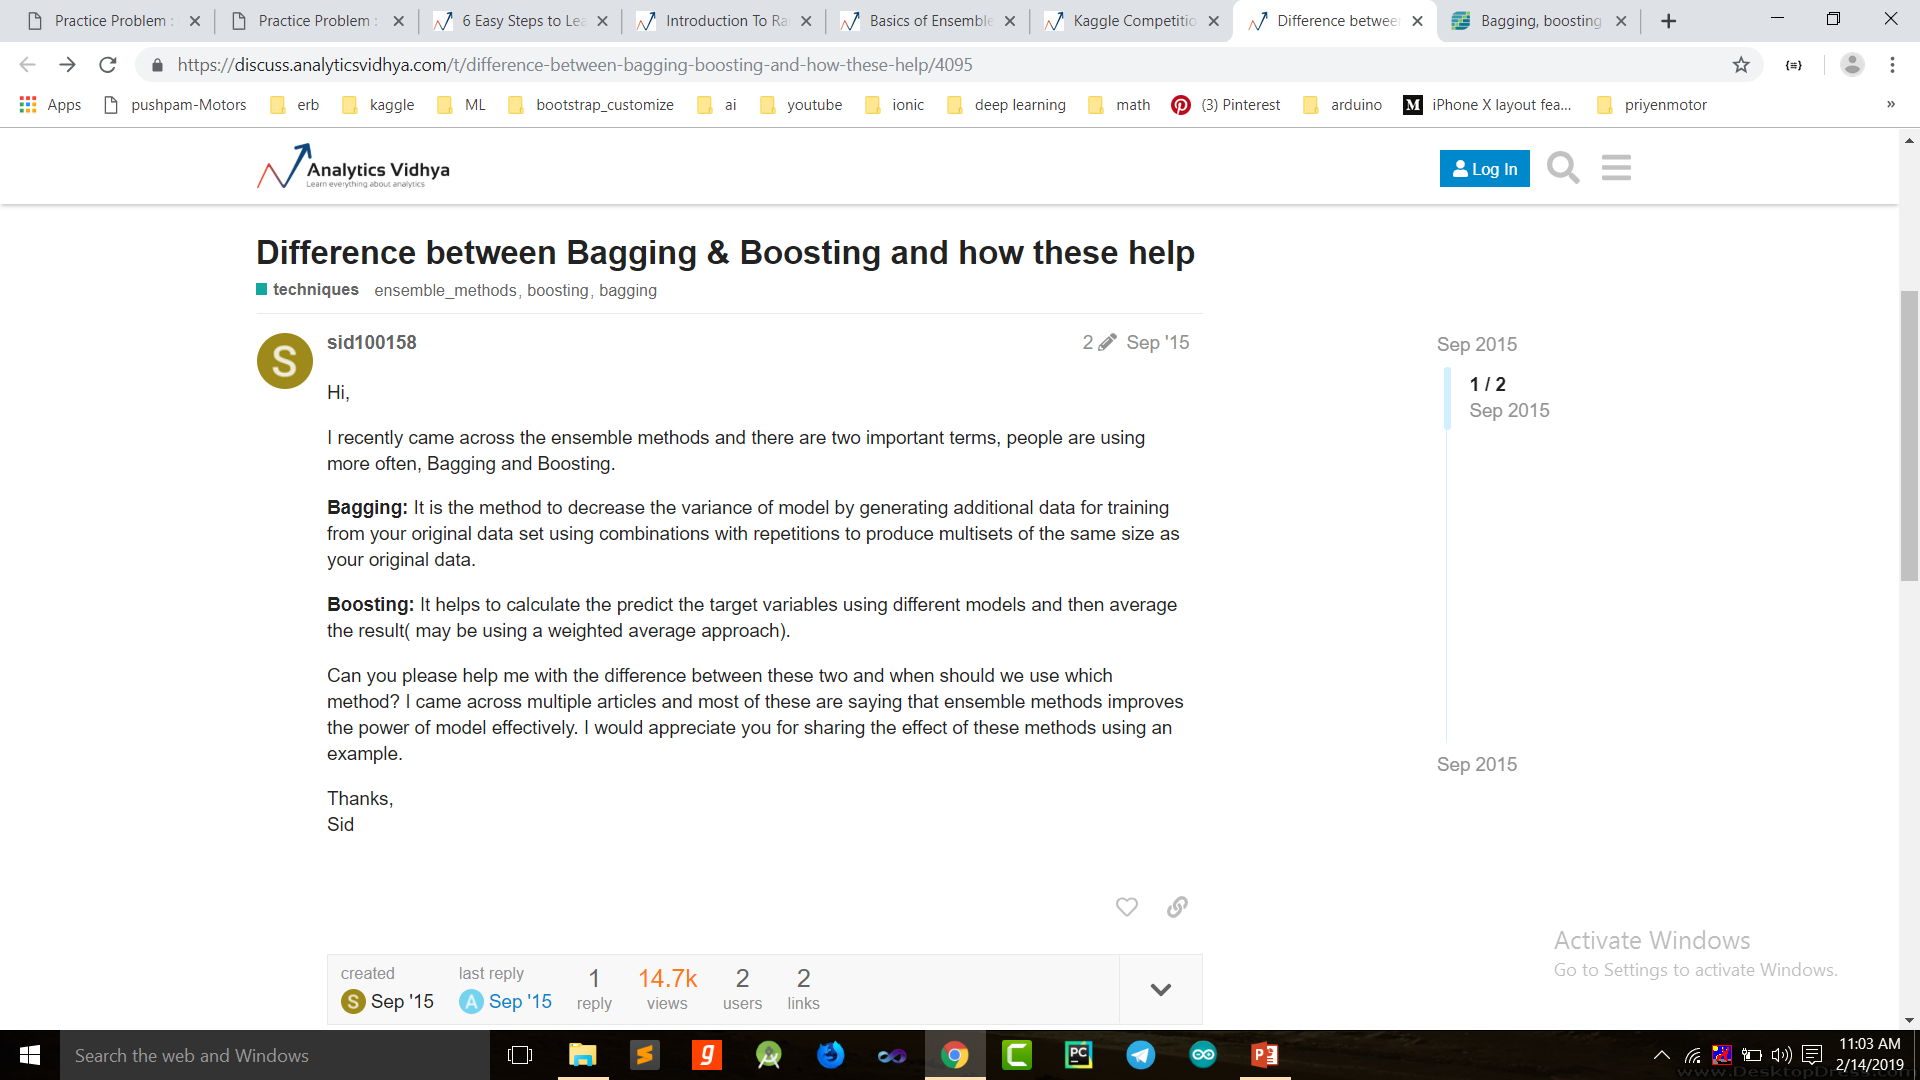 Practice Problem :
Practice Problem :
6 Easy Steps to Lea
Introduction To Ra
Basics of Ensemble
Kaggle Competitio
Difference betwee
Bagging, boosting
https://discuss.analyticsvidhya.com/t/difference-between-bagging-boosting-and-how-these-help/4095
Apps pushpam-Motors erb kaggle ML bootstrap_customize ai youtube ionic deep learning math (3) Pinterest arduino M iPhone X layout fea... priyenmotor »
Analytics Vidhya
Learn everything about analytics
Log In
Difference between Bagging & Boosting and how these help
techniques ensemble_methods, boosting, bagging
S
sid100158
2 Sep '15
Hi,
I recently came across the ensemble methods and there are two important terms, people are using
more often, Bagging and Boosting.
Bagging: It is the method to decrease the variance of model by generating additional data for training
from your original data set using combinations with repetitions to produce multisets of the same size as
your original data.
Boosting: It helps to calculate the predict the target variables using different models and then average
the result( may be using a weighted average approach).
Can you please help me with the difference between these two and when should we use which
method? I came across multiple articles and most of these are saying that ensemble methods improves
the power of model effectively. I would appreciate you for sharing the effect of these methods using an
example.
Thanks,
Sid
Sep 2015
1 / 2
Sep 2015
Sep 2015
created last reply 1 14.7k 2 2
S Sep '15 A Sep '15 reply views users links
Activate Windows
Go to Settings to activate Windows.
Search the web and Windows
11:03 AM
2/14/2019